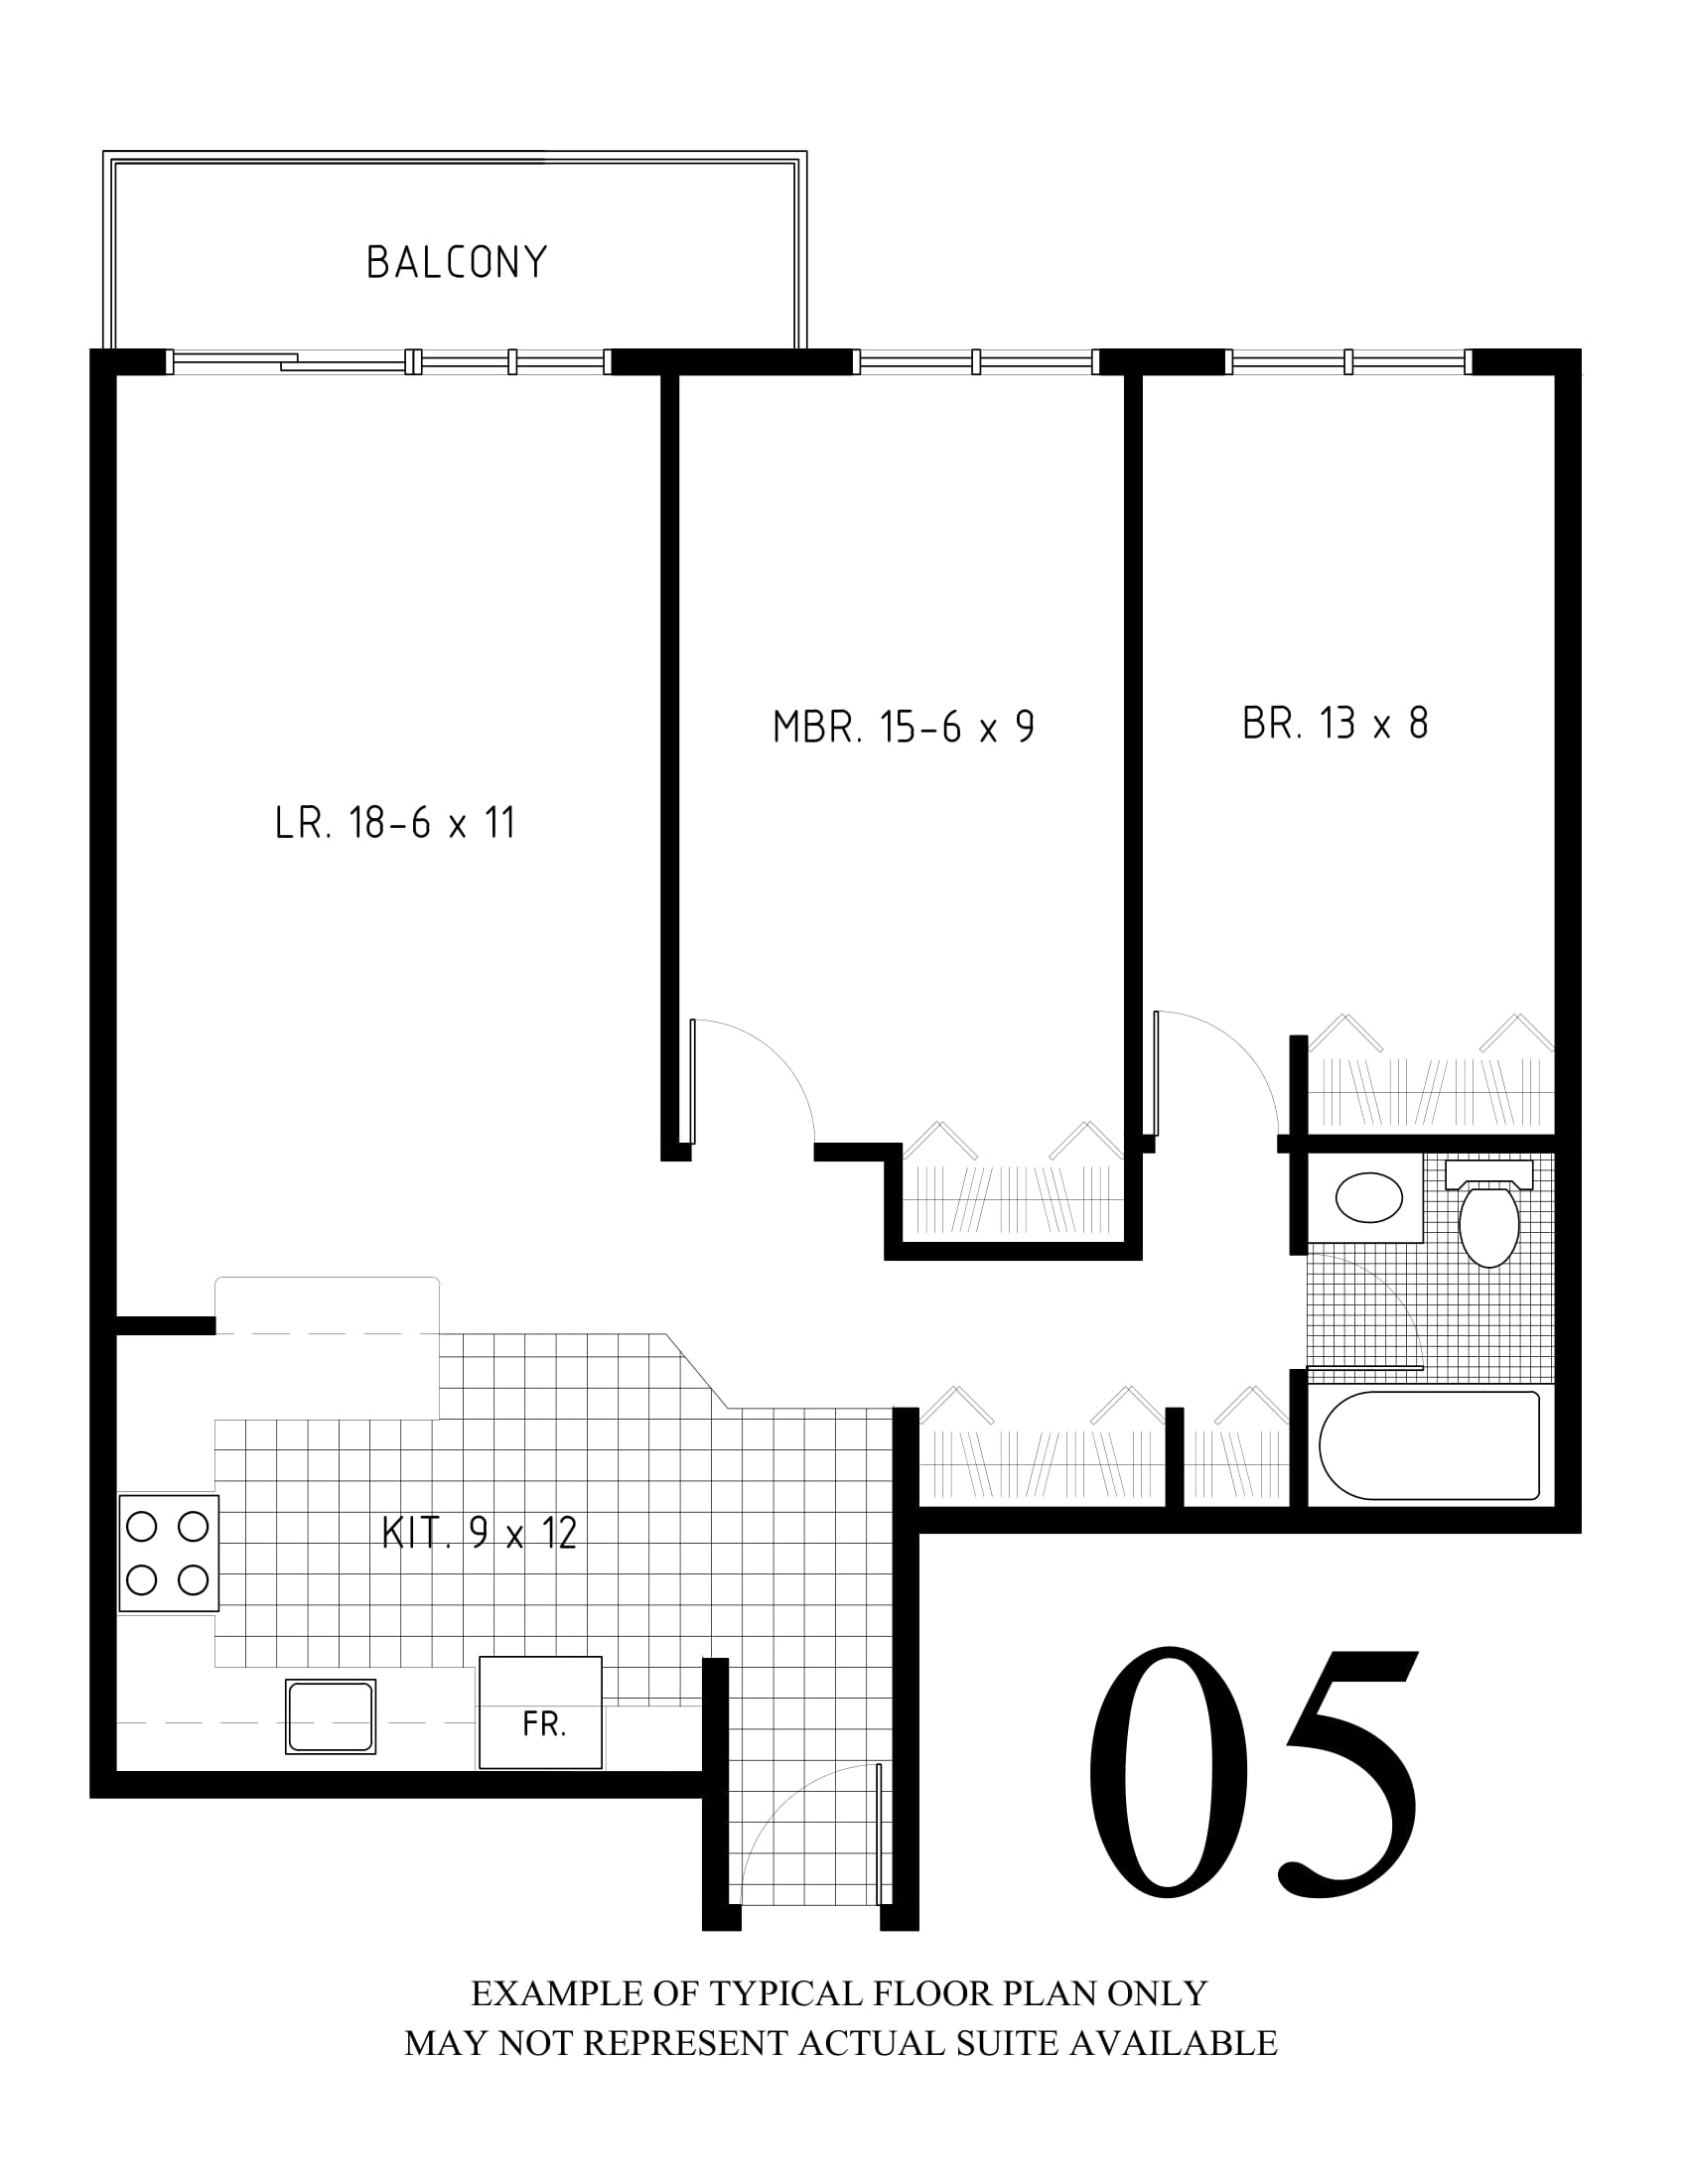 BALCONY
MBR. 15-6 x 9
BR. 13 x 8
LR. 18-6 x 11
KIT. 9 x 12
FR.
05
EXAMPLE OF TYPICAL FLOOR PLAN ONLY
MAY NOT REPRESENT ACTUAL SUITE AVAILABLE